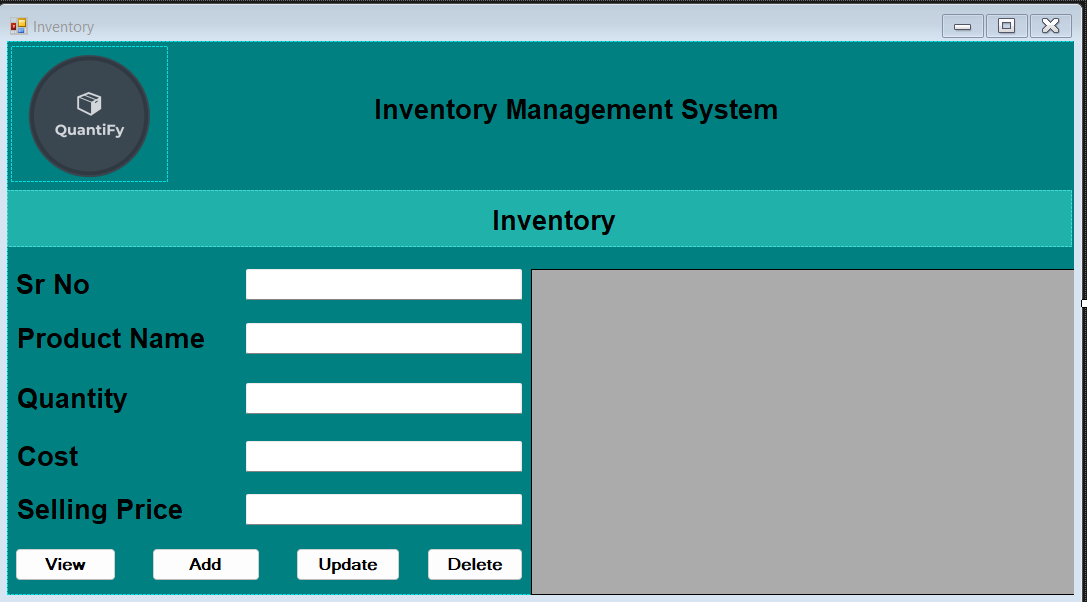 Inventory
QuantiFy
Inventory Management System
Inventory
Sr No
Product Name
Quantity
Cost
Selling Price
View Add Update Delete